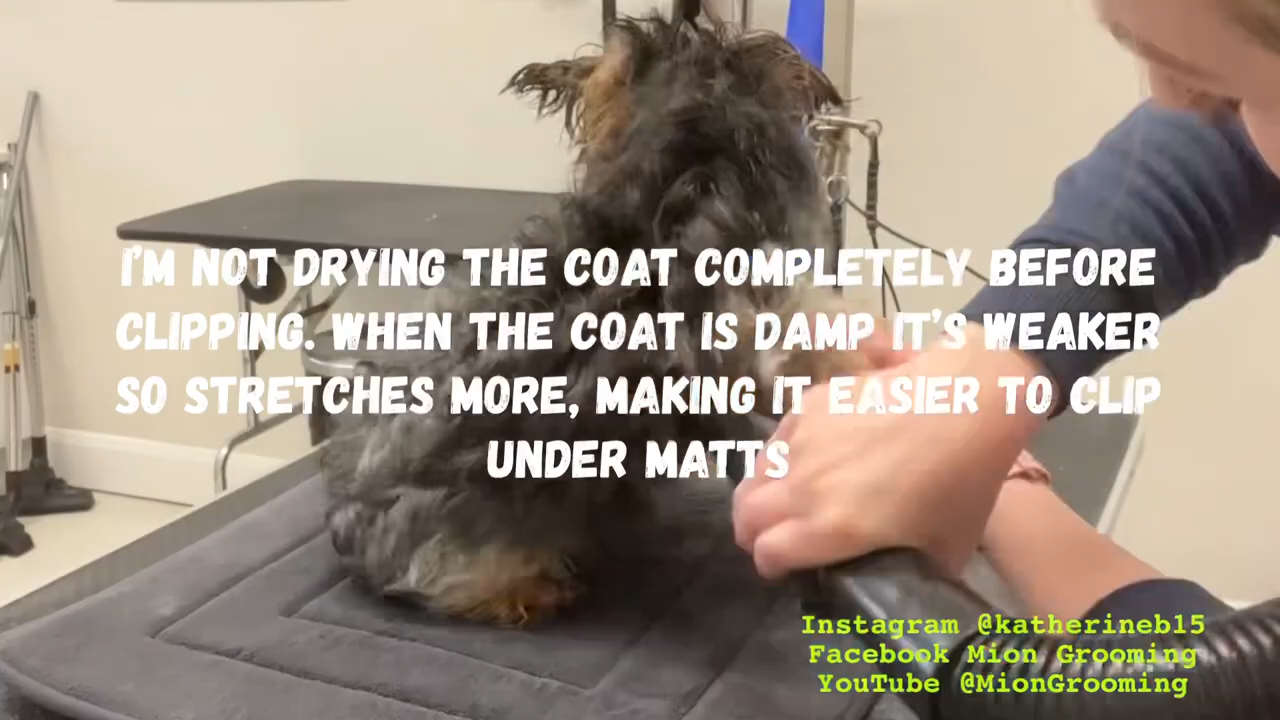 I'M NOT DRYING THE COAT COMPLETELY BEFORE
CLIPPING. WHEN THE COAT IS DAMP IT'S WEAKER
SO STRETCHES MORE, MAKING IT EASIER TO CLIP
UNDER MATTS
Instagram @katherineb15
Facebook Mion Grooming
YouTube @MionGrooming